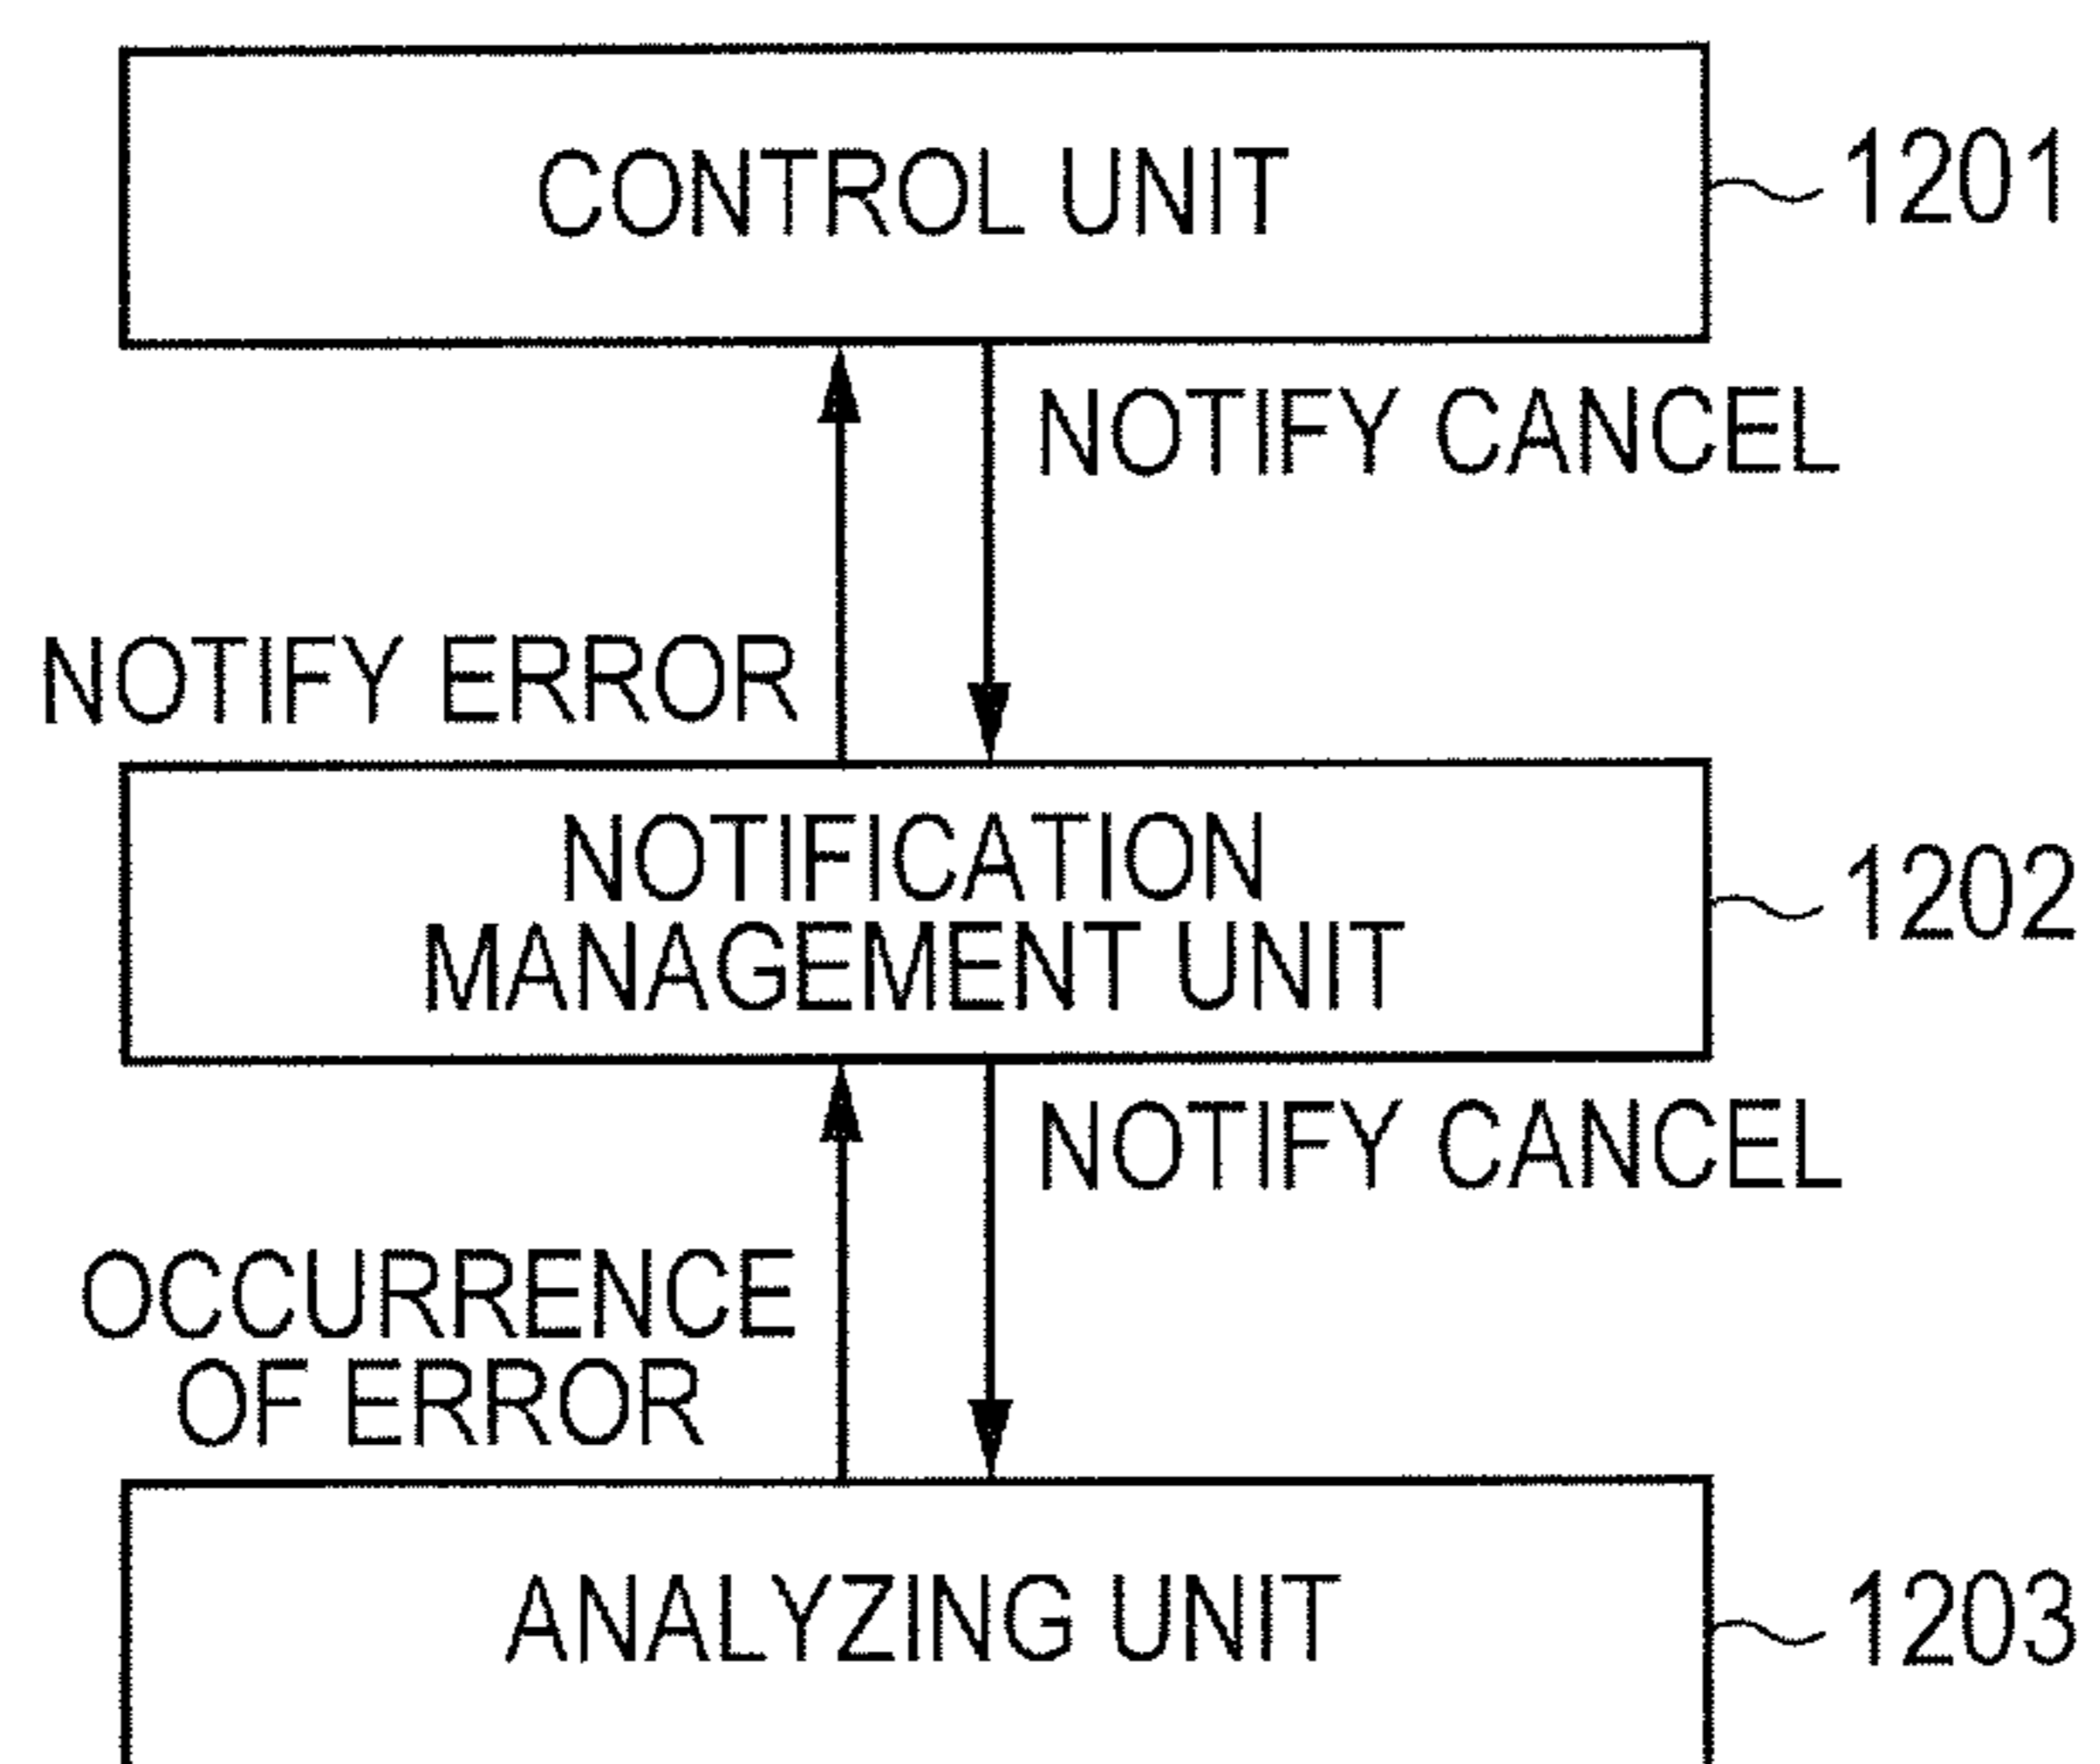 CONTROL UNIT
1201
NOTIFY CANCEL
NOTIFY ERROR
NOTIFICATION
MANAGEMENT UNIT
1202
NOTIFY CANCEL
OCCURRENCE
OF ERROR
ANALYZING UNIT
1203